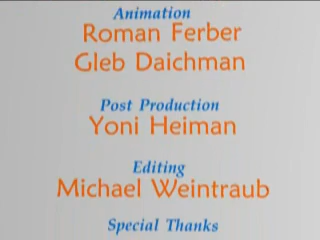 Animation
Roman Ferber
Gleb Daichman
Post Production
Yoni Heiman
Editing
Michael Weintraub
Special Thanks